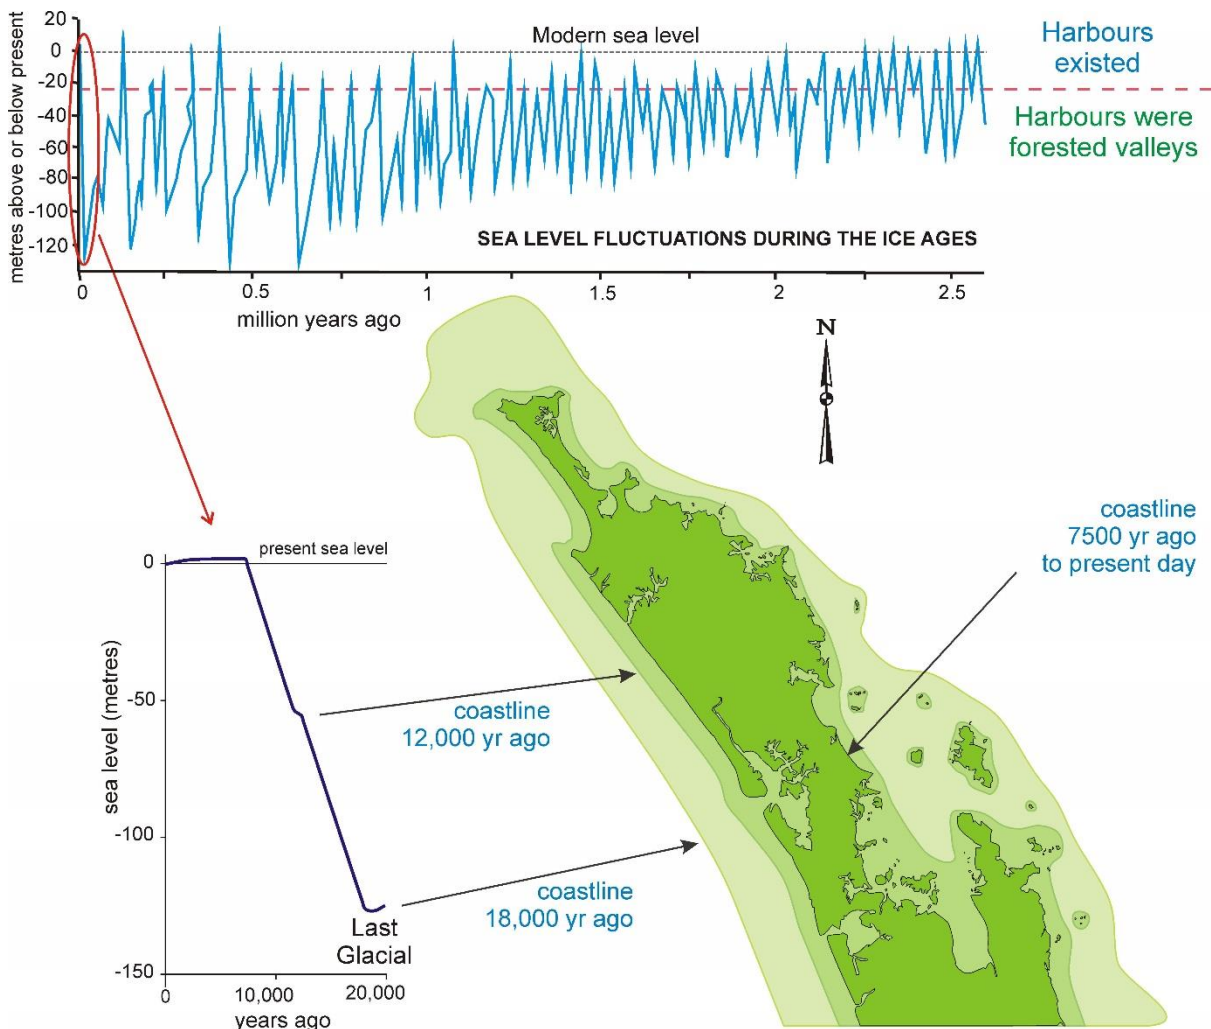 20
0
-20
-40
-60
-80
-100
-120
metres above or below present
Modern sea level
Harbours
existed
Harbours were
forested valleys
SEA LEVEL FLUCTUATIONS DURING THE ICE AGES
0
0.5
1
1.5
2
2.5
million years ago
N
coastline
7500 yr ago
to present day
present sea level
0
-50
-100
-150
sea level (metres)
coastline
12,000 yr ago
coastline
18,000 yr ago
Last
Glacial
0
10,000
20,000
years ago